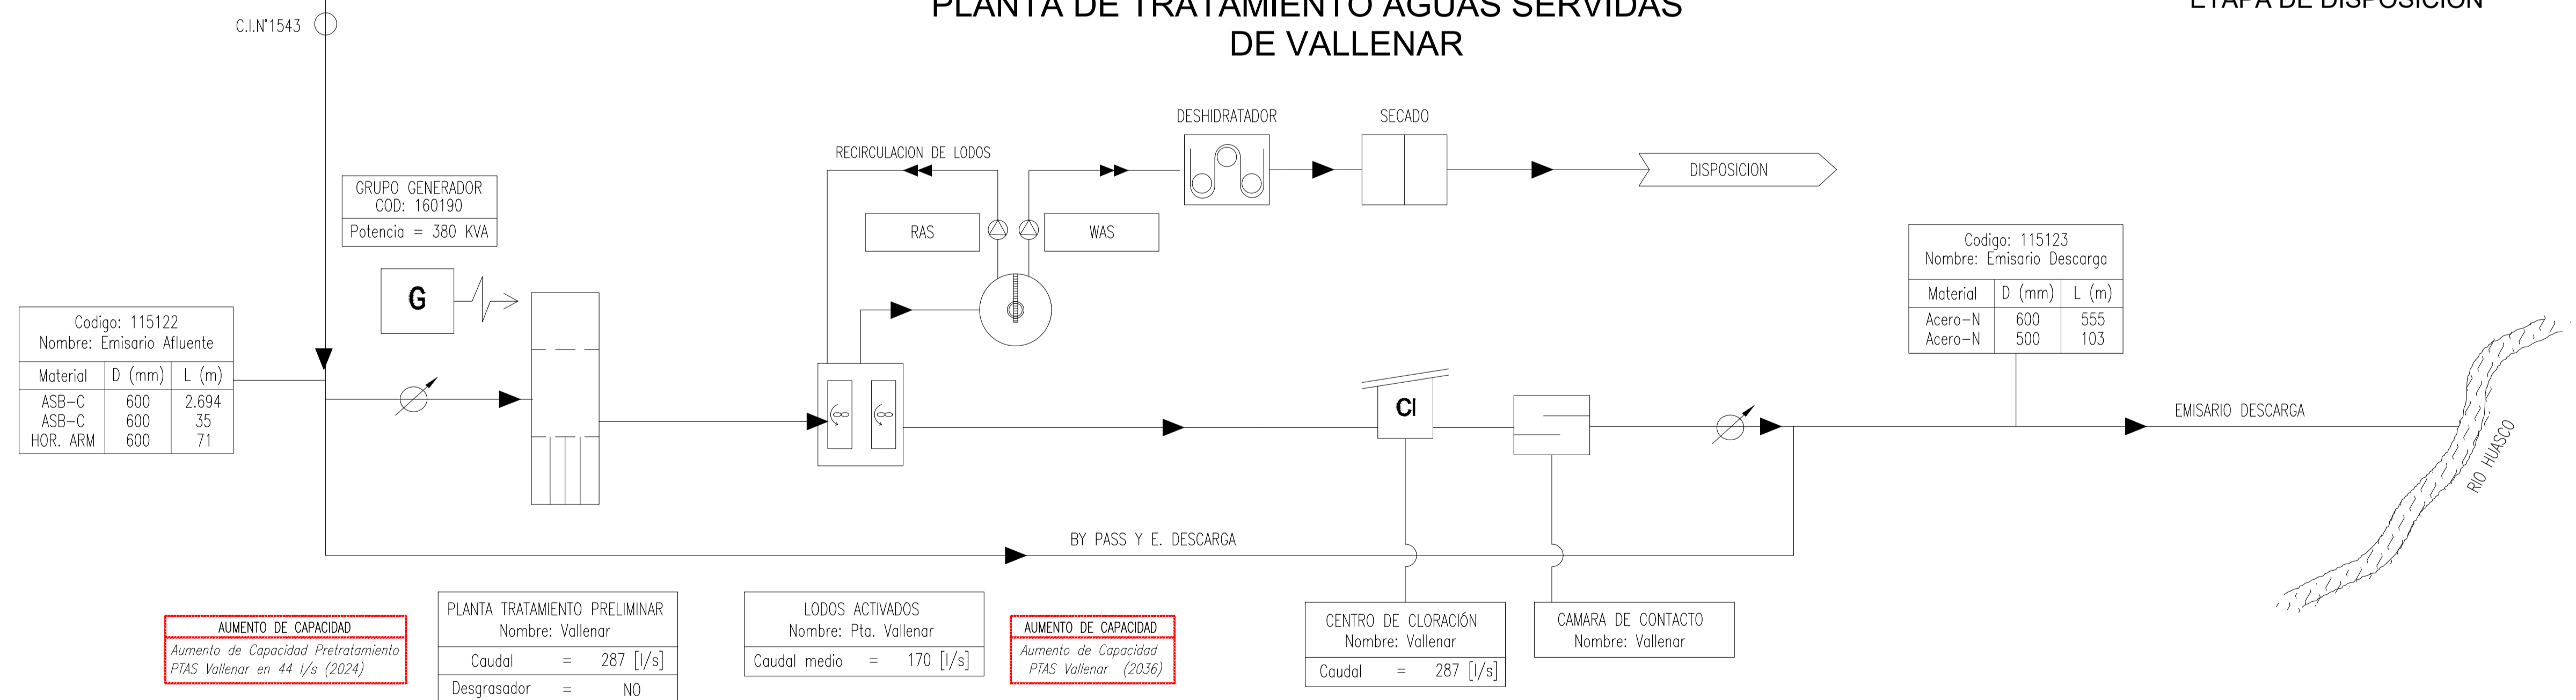 PLANTA DE TRATAMIENTO AGUAS SERVIDAS
DE VALLENAR
ETAPA DE DISPOSICION
C.I.N°1543
GRUPO GENERADOR
COD: 160190
Potencia = 380 KVA
G
Codigo: 115122
Nombre: Emisario Afluente
Material D (mm) L (m)
ASB-C 600 2.694
ASB-C 600 35
HOR. ARM 600 71
RECIRCULACION DE LODOS
RAS
WAS
DESHIDRATADOR
SECADO
DISPOSICION
Codigo: 115123
Nombre: Emisario Descarga
Material D (mm) L (m)
Acero-N 600 555
Acero-N 500 103
Cl
EMISARIO DESCARGA
RIO HUASCO
BY PASS Y E. DESCARGA
AUMENTO DE CAPACIDAD
Aumento de Capacidad Pretratamiento
PTAS Vallenar en 44 l/s (2024)
PLANTA TRATAMIENTO PRELIMINAR
Nombre: Vallenar
Caudal = 287 [l/s]
Desgrasador = NO
LODOS ACTIVADOS
Nombre: Pta. Vallenar
Caudal medio = 170 [l/s]
AUMENTO DE CAPACIDAD
Aumento de Capacidad
PTAS Vallenar (2036)
CENTRO DE CLORACIÓN
Nombre: Vallenar
Caudal = 287 [l/s]
CAMARA DE CONTACTO
Nombre: Vallenar